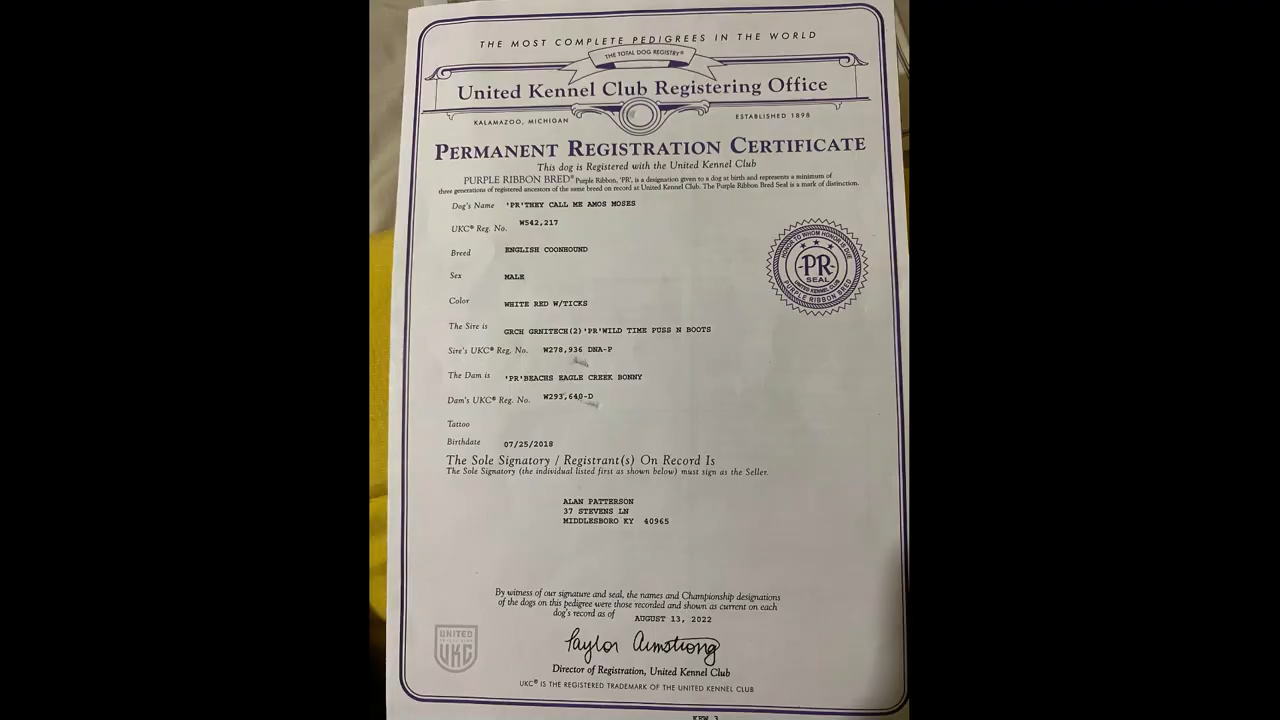 THE MOST COMPLETE PEDIGREES IN THE WORLD
THE TOTAL DOG REGISTRY®
United Kennel Club Registering Office
KALAMAZOO, MICHIGAN
ESTABLISHED 1898
PERMANENT REGISTRATION CERTIFICATE
This dog is Registered with the United Kennel Club
PURPLE RIBBON BRED® Purple Ribbon, 'PR', is a designation given to a dog at birth and represents a minimum of
three generations of registered ancestors of the same breed on record at United Kennel Club. The Purple Ribbon Bred Seal is a mark of distinction.
Dog's Name 'PR'THEY CALL ME AMOS MOSES
UKC® Reg. No. W542,217
Breed ENGLISH COONHOUND
Sex MALE
Color WHITE RED W/TICKS
The Sire is GRCH GRNITECH(2)'PR'WILD TIME PUSS N BOOTS
Sire's UKC® Reg. No. W278,936 DNA-P
The Dam is 'PR'BEACHS EAGLE CREEK BONNY
Dam's UKC® Reg. No. W293,640-D
Tattoo
Birthdate 07/25/2018
HONOR TO WHOM HONOR IS DUE
-PR-
SEAL
UNITED KENNEL CLUB
PURPLE RIBBON BRED
The Sole Signatory / Registrant(s) On Record Is
The Sole Signatory (the individual listed first as shown below) must sign as the Seller.
ALAN PATTERSON
37 STEVENS LN
MIDDLESBORO KY 40965
By witness of our signature and seal, the names and Championship designations
of the dogs on this pedigree were those recorded and shown as current on each
dog's record as of AUGUST 13, 2022
Taylor Armstrong
Director of Registration, United Kennel Club
UKC® IS THE REGISTERED TRADEMARK OF THE UNITED KENNEL CLUB
UNITED
UKC